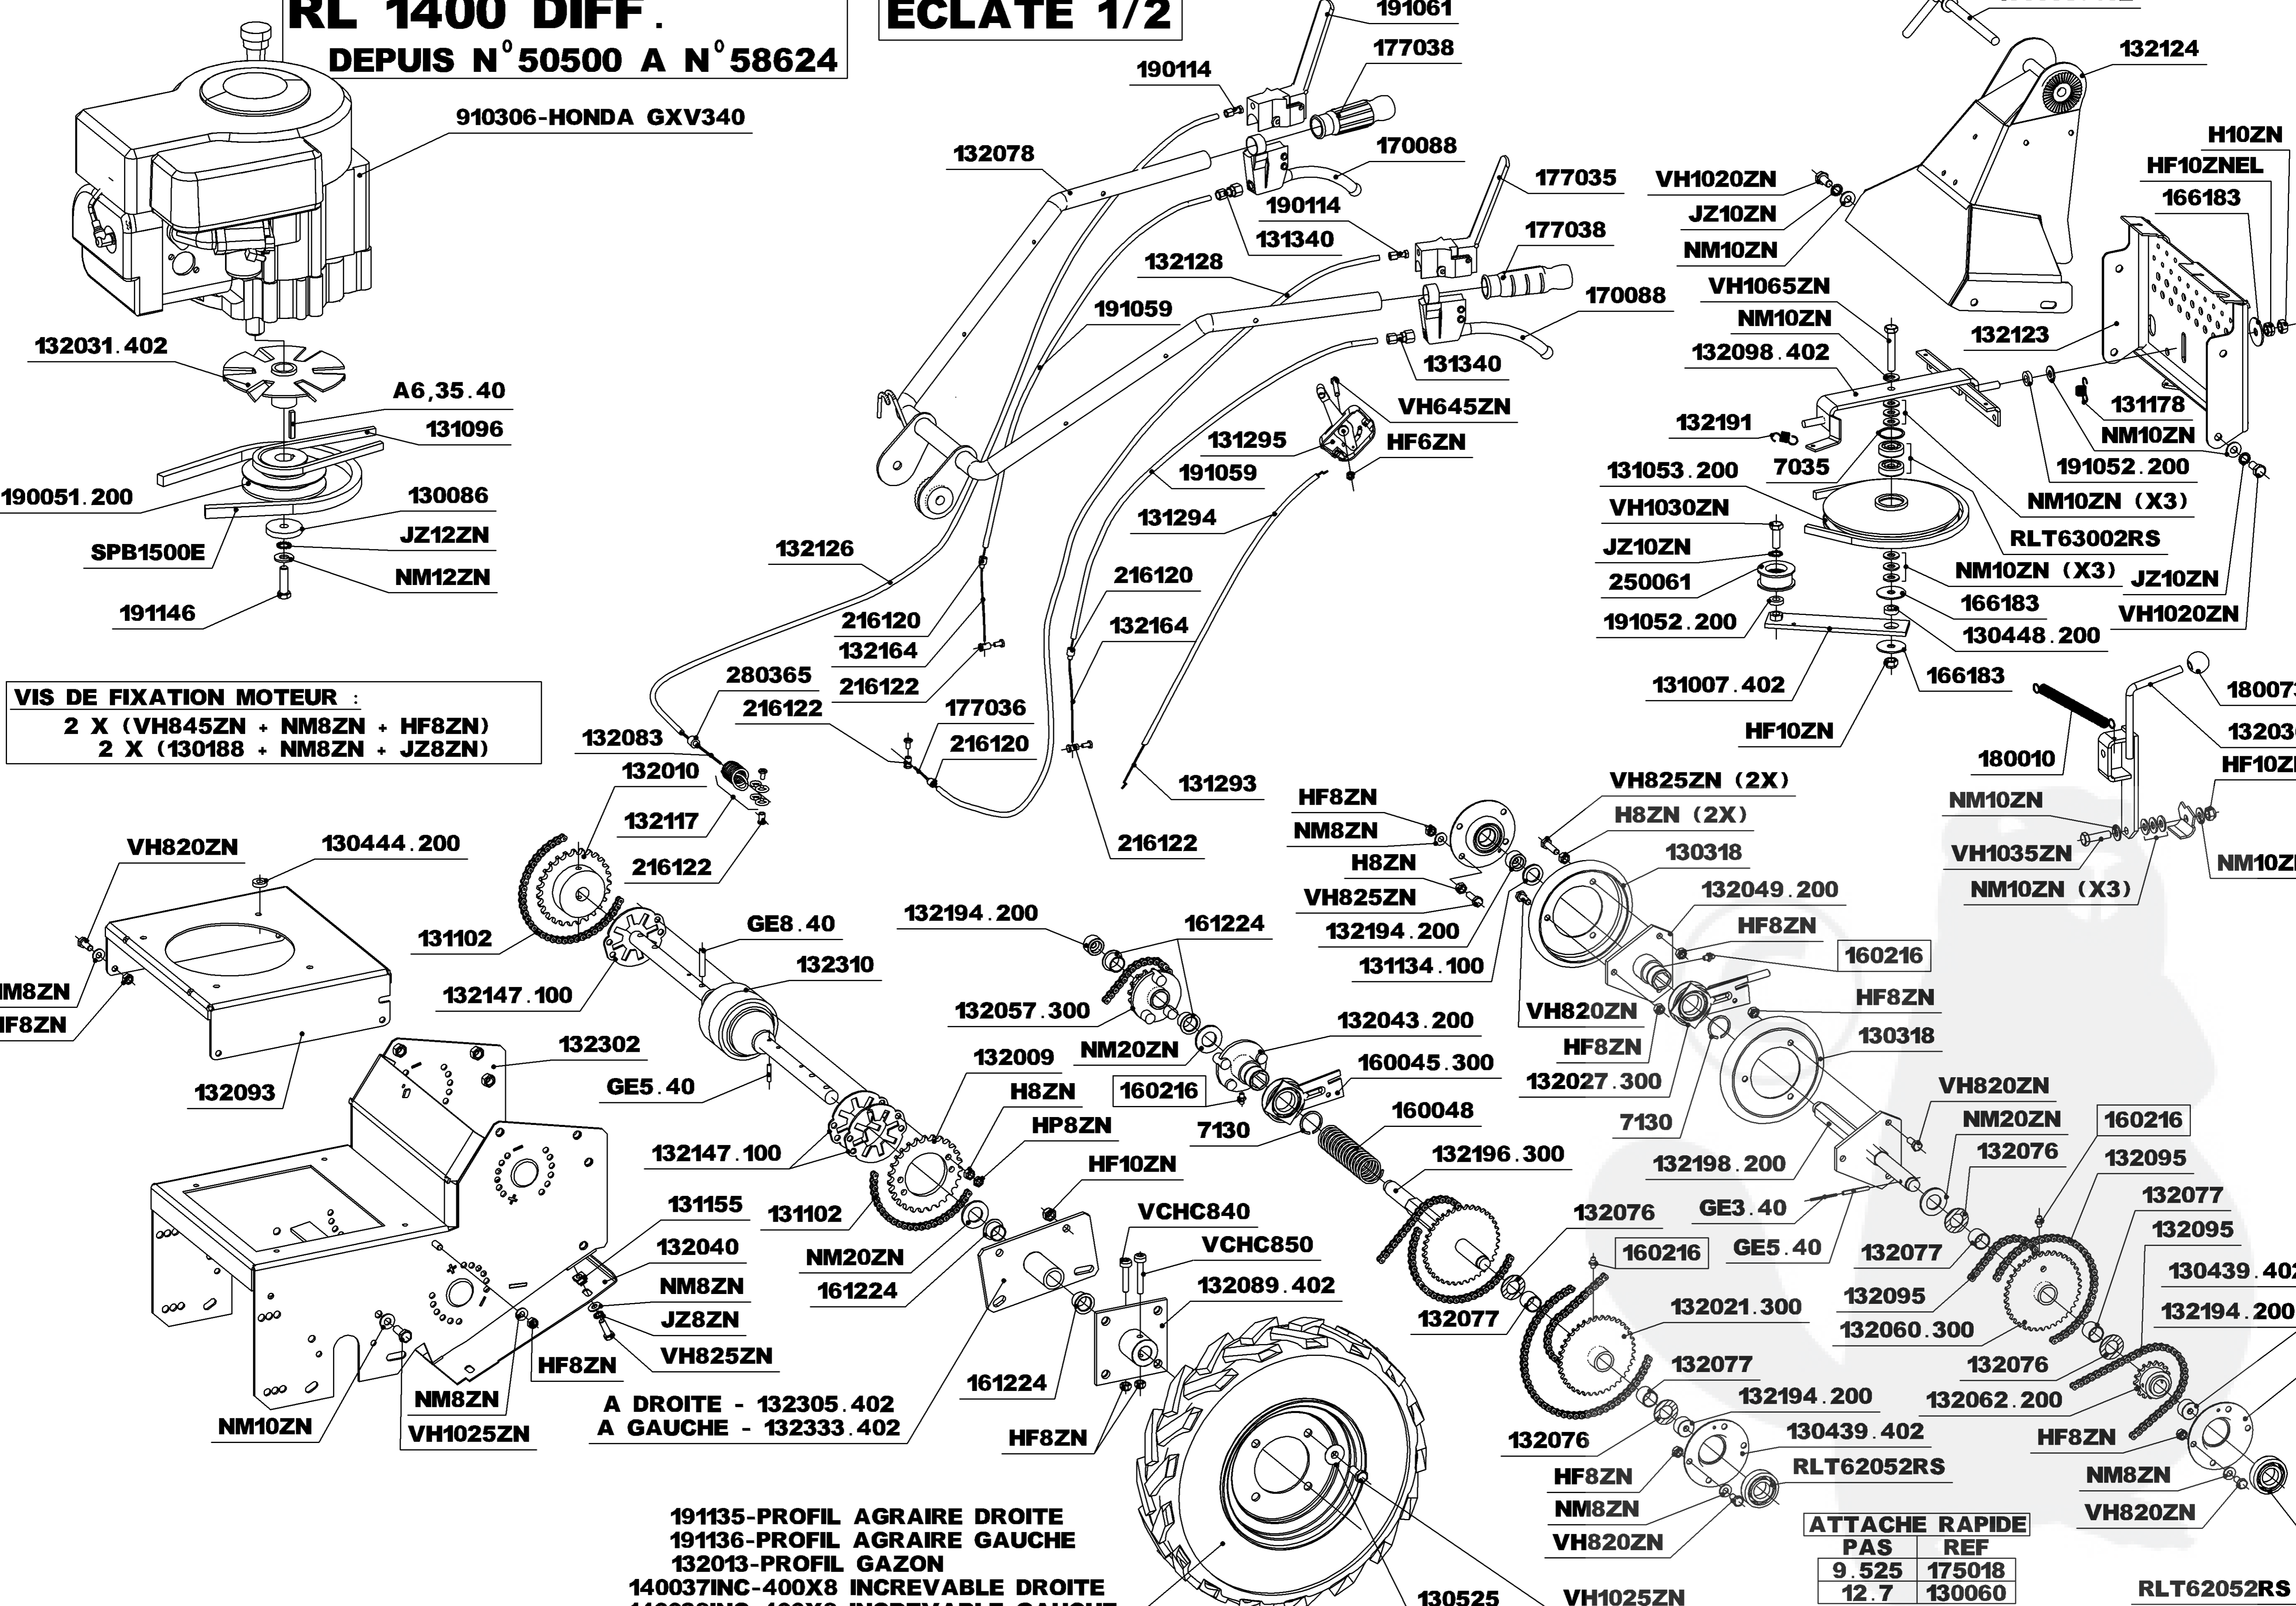 RL 1400 DIFF.
DEPUIS N°50500 A N°58624
ECLATE 1/2
191061
177038
190114
132124
910306-HONDA GXV340
H10ZN
HF10ZNEL
166183
132078
170088
177035
VH1020ZN
JZ10ZN
NM10ZN
190114
131340
177038
132128
170088
191059
VH1065ZN
NM10ZN
132098.402
132123
132031.402
A6,35.40
131096
131340
VH645ZN
HF6ZN
131295
191059
131294
132191
7035
131178
NM10ZN
191052.200
131053.200
NM10ZN (X3)
VH1030ZN
RLT63002RS
JZ10ZN
NM10ZN (X3)
JZ10ZN
250061
166183
VH1020ZN
191052.200
130448.200
190051.200
130086
SPB1500E
JZ12ZN
NM12ZN
191146
132126
216120
216120
132164
132164
216122
280365
216122
177036
216120
131293
216122
131007.402
166183
HF10ZN
180010
HF10Z
NM10ZN
VH1035ZN
NM10ZN (X3)
VIS DE FIXATION MOTEUR :
2 X (VH845ZN + NM8ZN + HF8ZN)
2 X (130188 + NM8ZN + JZ8ZN)
132083
132010
132117
216122
VH820ZN
130444.200
131102
132147.100
GE8.40
132310
132093
132302
GE5.40
132147.100
132009
H8ZN
HP8ZN
HF10ZN
132194.200
161224
132057.300
NM20ZN
132043.200
160216
160045.300
7130
160048
132196.300
HF8ZN
NM8ZN
H8ZN
VH825ZN
VH825ZN (2X)
H8ZN (2X)
130318
132049.200
132194.200
131134.100
HF8ZN
160216
VH820ZN
HF8ZN
HF8ZN
130318
132027.300
7130
VH820ZN
NM20ZN
160216
132198.200
132076
132095
132077
132095
GE3.40
GE5.40
132077
130439.402
132095
132194.200
132060.300
132076
132062.200
HF8ZN
NM8ZN
VH820ZN
131155
131102
132040
NM20ZN
161224
NM8ZN
JZ8ZN
VH825ZN
HF8ZN
NM8ZN
VH1025ZN
NM10ZN
VCHC840
VCHC850
132089.402
161224
HF8ZN
A DROITE - 132305.402
A GAUCHE - 132333.402
132076
160216
132077
132021.300
132077
132194.200
132076
130439.402
HF8ZN
RLT62052RS
NM8ZN
VH820ZN
191135-PROFIL AGRAIRE DROITE
191136-PROFIL AGRAIRE GAUCHE
132013-PROFIL GAZON
140037INC-400X8 INCREVABLE DROITE
130525
VH1025ZN
ATTACHE RAPIDE
PAS REF
9.525 175018
12.7 130060
RLT62052RS